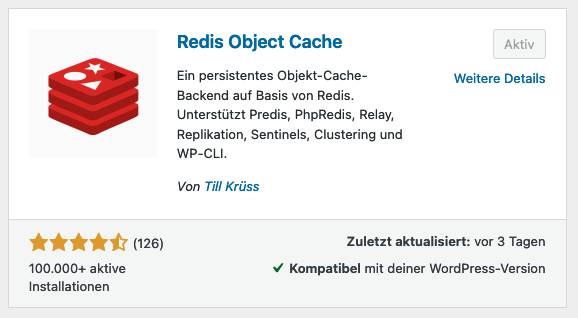 Redis Object Cache
Aktiv
Weitere Details
Ein persistentes Objekt-Cache-
Backend auf Basis von Redis.
Unterstützt Predis, PhpRedis, Relay,
Replikation, Sentinels, Clustering und
WP-CLI.
Von Till Krüss
(126)
100.000+ aktive
Installationen
Zuletzt aktualisiert: vor 3 Tagen
Kompatibel mit deiner WordPress-Version